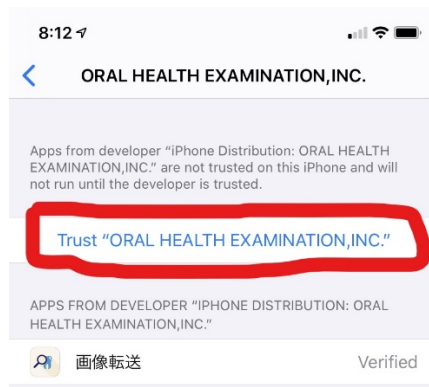 8:12
ORAL HEALTH EXAMINATION,INC.
Apps from developer “iPhone Distribution: ORAL HEALTH
EXAMINATION,INC.” are not trusted on this iPhone and will
not run until the developer is trusted.
Trust “ORAL HEALTH EXAMINATION,INC.”
APPS FROM DEVELOPER “IPHONE DISTRIBUTION: ORAL
HEALTH EXAMINATION,INC.”
画像転送 Verified